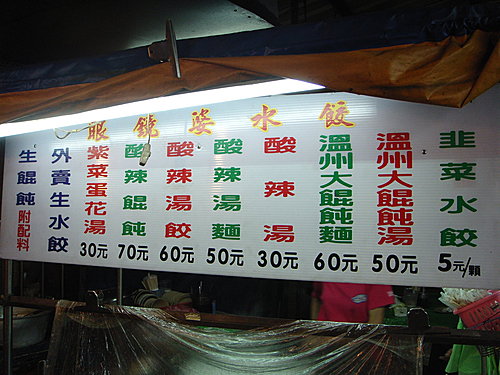 眼鏡婆水餃
韭菜水餃 5元/顆
溫州大餛飩湯 50元
溫州大餛飩麵 60元
酸辣湯 30元
酸辣湯麵 50元
酸辣湯餃 60元
酸辣餛飩 70元
紫菜蛋花湯 30元
外賣生水餃
生餛飩附配料